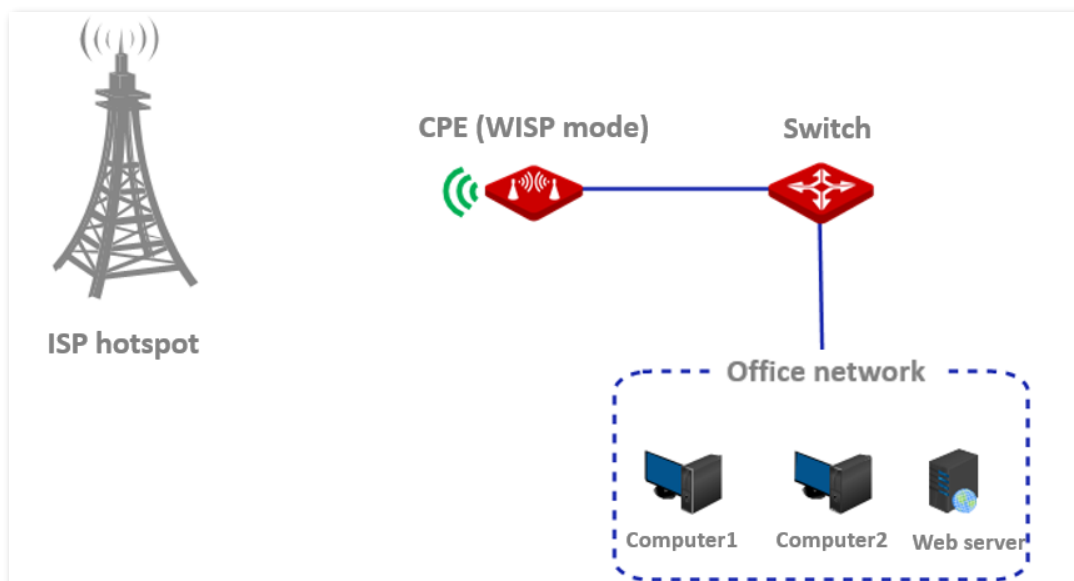 CPE (WISP mode)
Switch
ISP hotspot
Office network
Computer1
Computer2
Web server